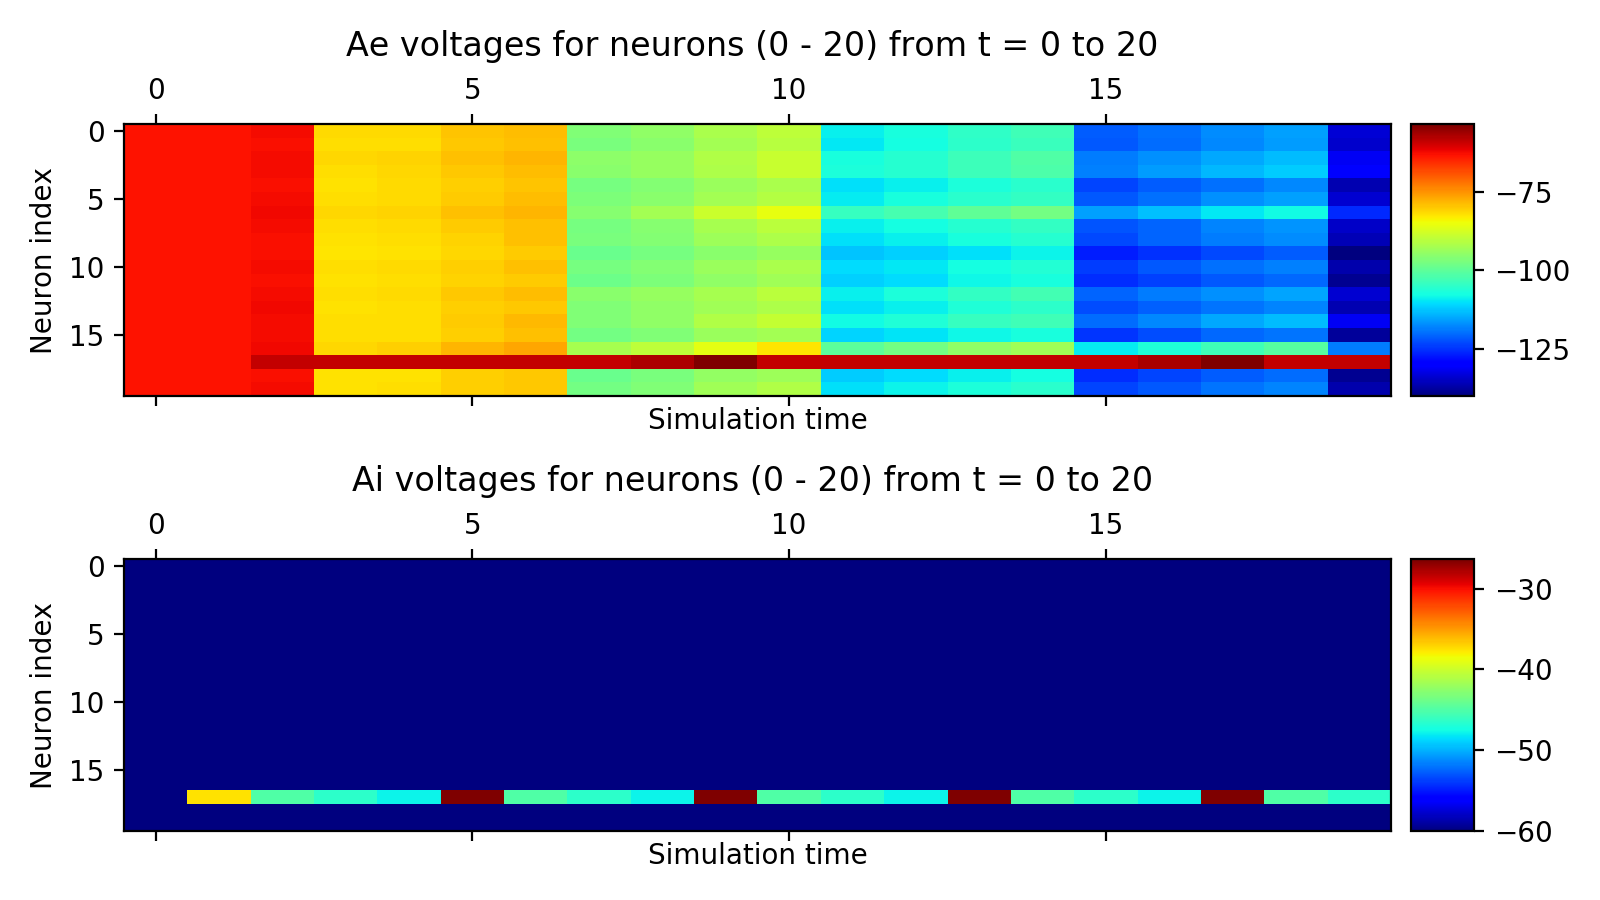 Ae voltages for neurons (0 - 20) from t = 0 to 20
0 5 10 15
Neuron index
0
5
10
15
Simulation time
−75
−100
−125
Ai voltages for neurons (0 - 20) from t = 0 to 20
0 5 10 15
Neuron index
0
5
10
15
Simulation time
−30
−40
−50
−60